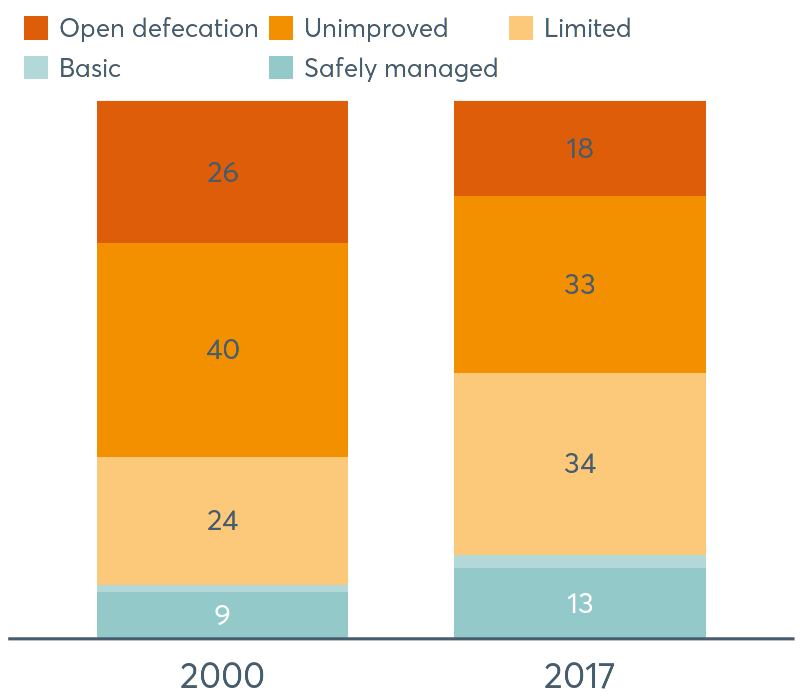 Open defecation Unimproved Limited
Basic Safely managed
26 18
40 33
24 34
9 13
2000 2017